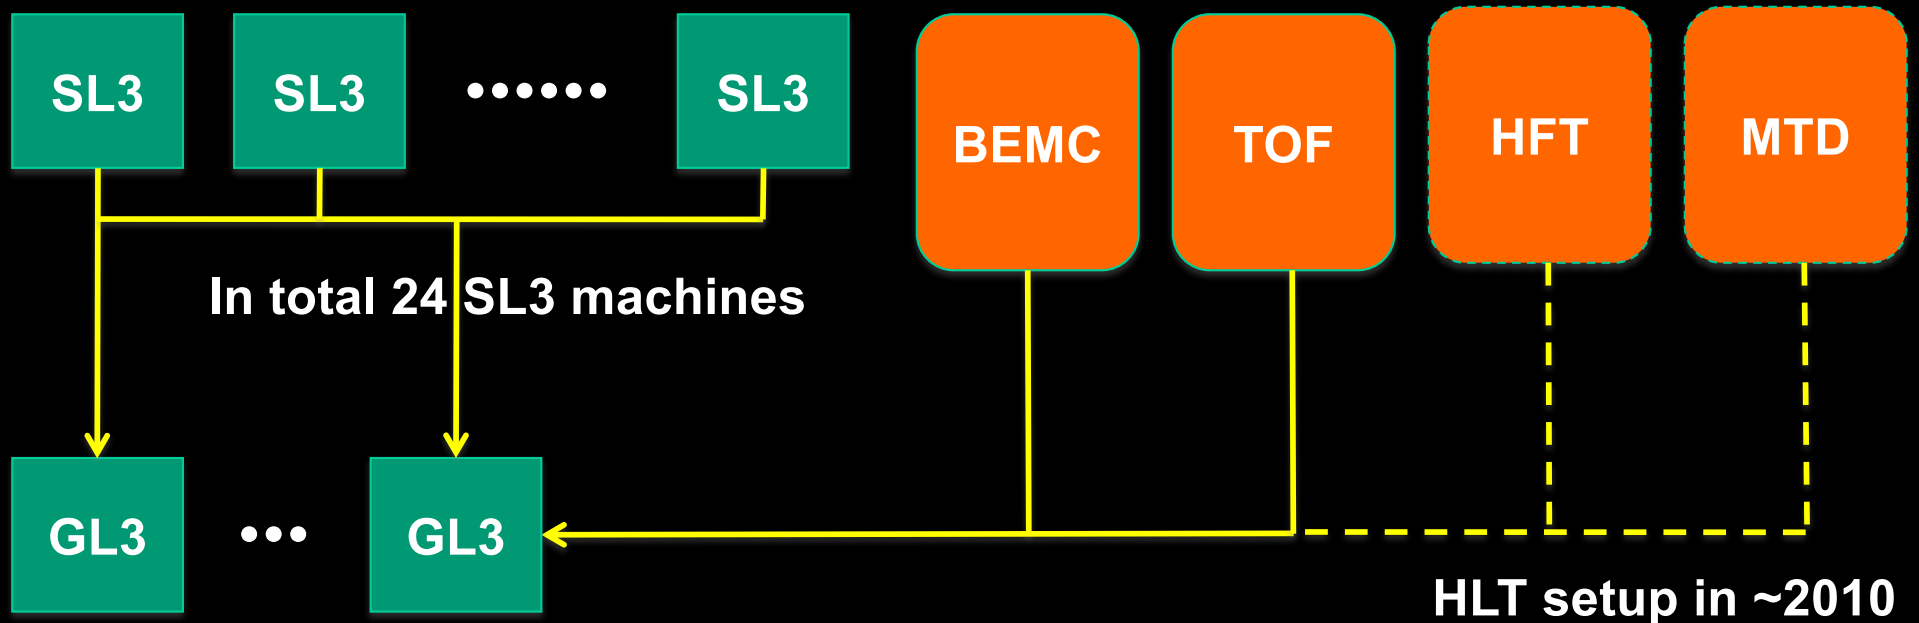 SL3
SL3
SL3
BEMC
TOF
HFT
MTD
In total 24 SL3 machines
GL3
GL3
HLT setup in ~2010